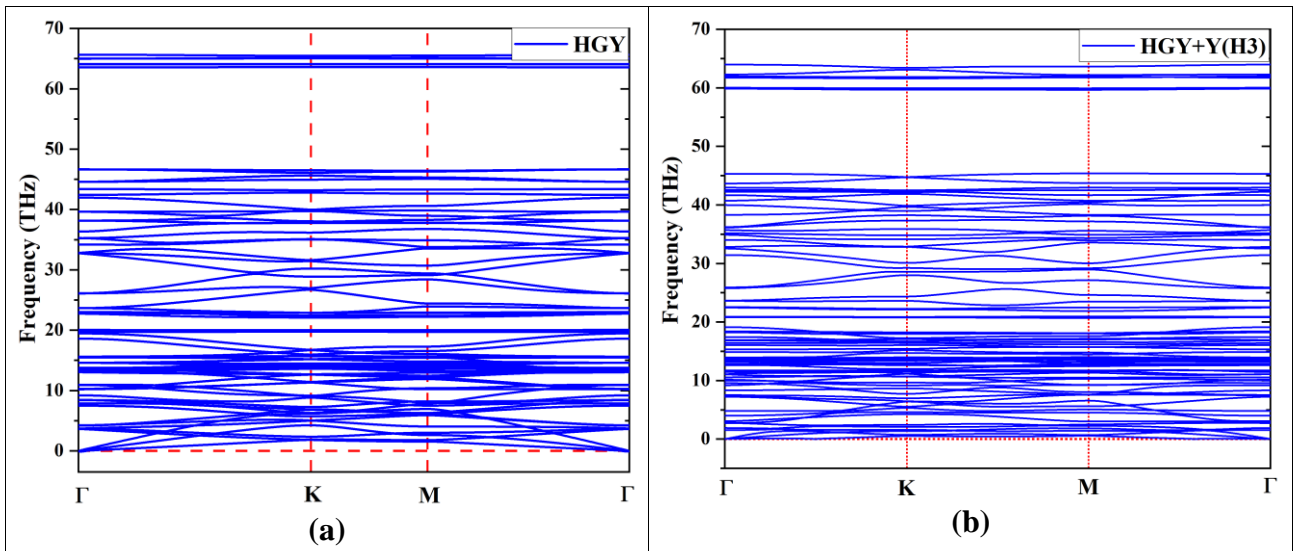 70
60
50
40
30
20
10
0
Frequency (THz)
HGY
Γ
K
M
Γ
(a)
70
60
50
40
30
20
10
0
Frequency (THz)
HGY+Y(H3)
Γ
K
M
Γ
(b)